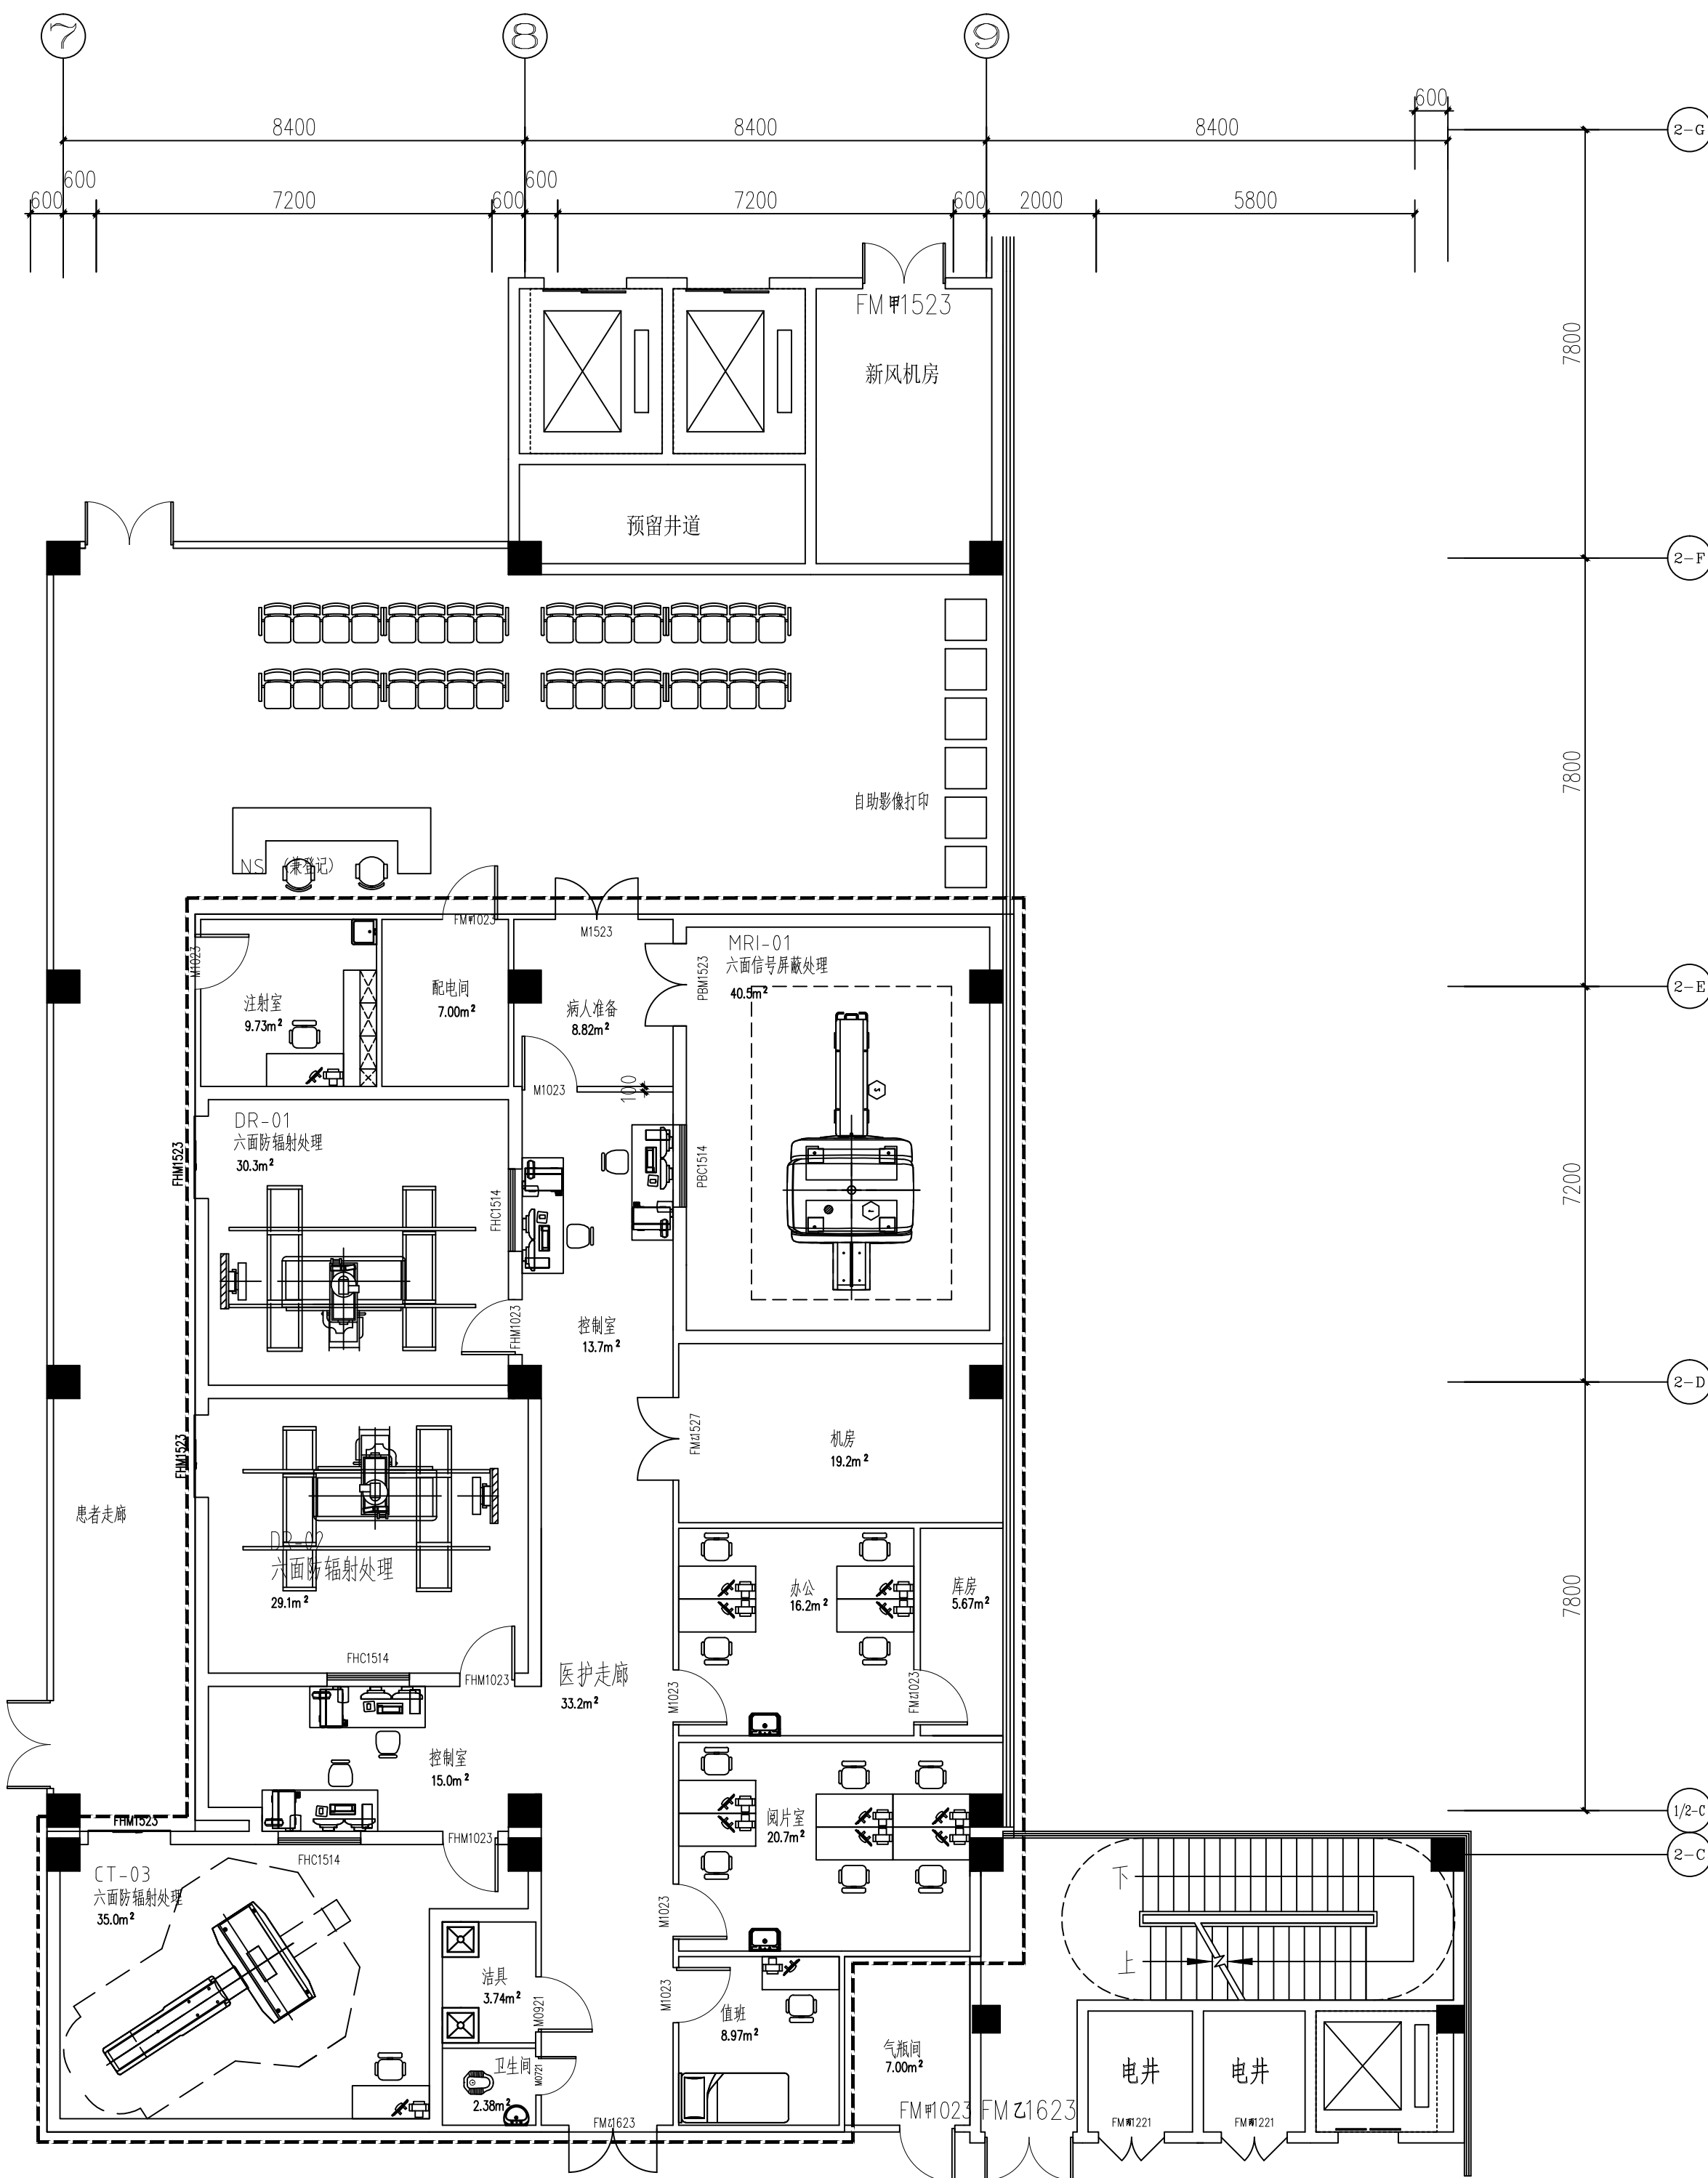 7
8
9
600
2-G
8400
8400
8400
600
600
7200
600
600
7200
600
2000
5800
FM甲1523
新风机房
7800
预留井道
2-F
7800
自助影像打印
NS (兼登记)
FM甲1023
M1523
M1023
MRI-01
六面信号屏蔽处理
40.5m²
PBM1523
注射室
9.73m²
配电间
7.00m²
病人准备
8.82m²
2-E
M1023
100
DR-01
六面防辐射处理
30.3m²
FHM1523
FHC1514
PBC1514
7200
FHM1023
控制室
13.7m²
2-D
FHM1523
FM乙1527
机房
19.2m²
患者走廊
DR-02
六面防辐射处理
29.1m²
办公
16.2m²
库房
5.67m²
7800
FHC1514
FHM1023
医护走廊
33.2m²
M1023
FM乙1023
控制室
15.0m²
FHM1523
FHC1514
FHM1023
阅片室
20.7m²
1/2-C
2-C
CT-03
六面防辐射处理
35.0m²
M1023
下
上
洁具
3.74m²
M0921
M1023
值班
8.97m²
卫生间
2.38m²
M0721
气瓶间
7.00m²
电井
电井
FM乙1623
FM甲1023
FM乙1623
FM丙1221
FM丙1221